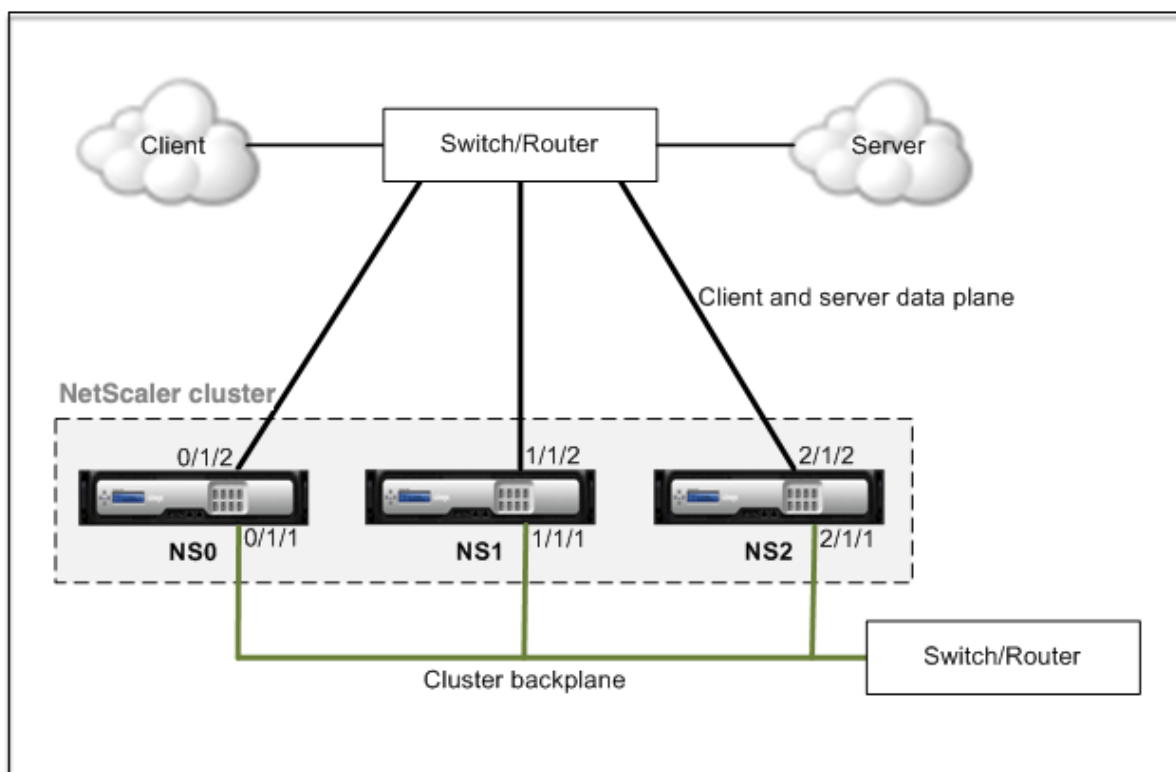 Client
Switch/Router
Server
Client and server data plane
NetScaler cluster
0/1/2
1/1/2
2/1/2
0/1/1
1/1/1
2/1/1
NS0
NS1
NS2
Switch/Router
Cluster backplane